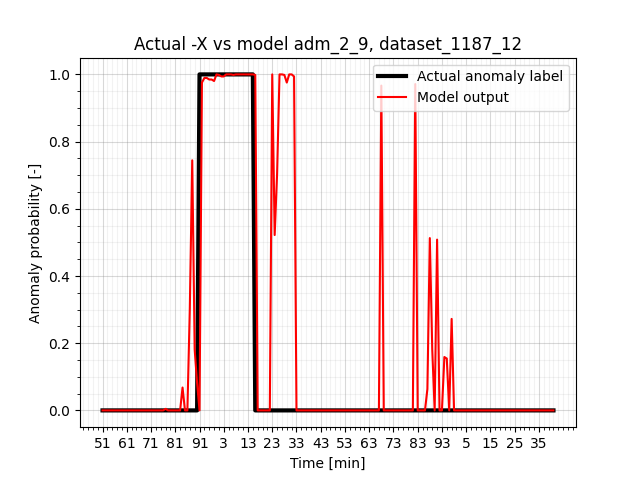 Actual -X vs model adm_2_9, dataset_1187_12
Actual anomaly label
Model output
Anomaly probability [-]
1.0
0.8
0.6
0.4
0.2
0.0
51 61 71 81 91 3 13 23 33 43 53 63 73 83 93 5 15 25 35
Time [min]